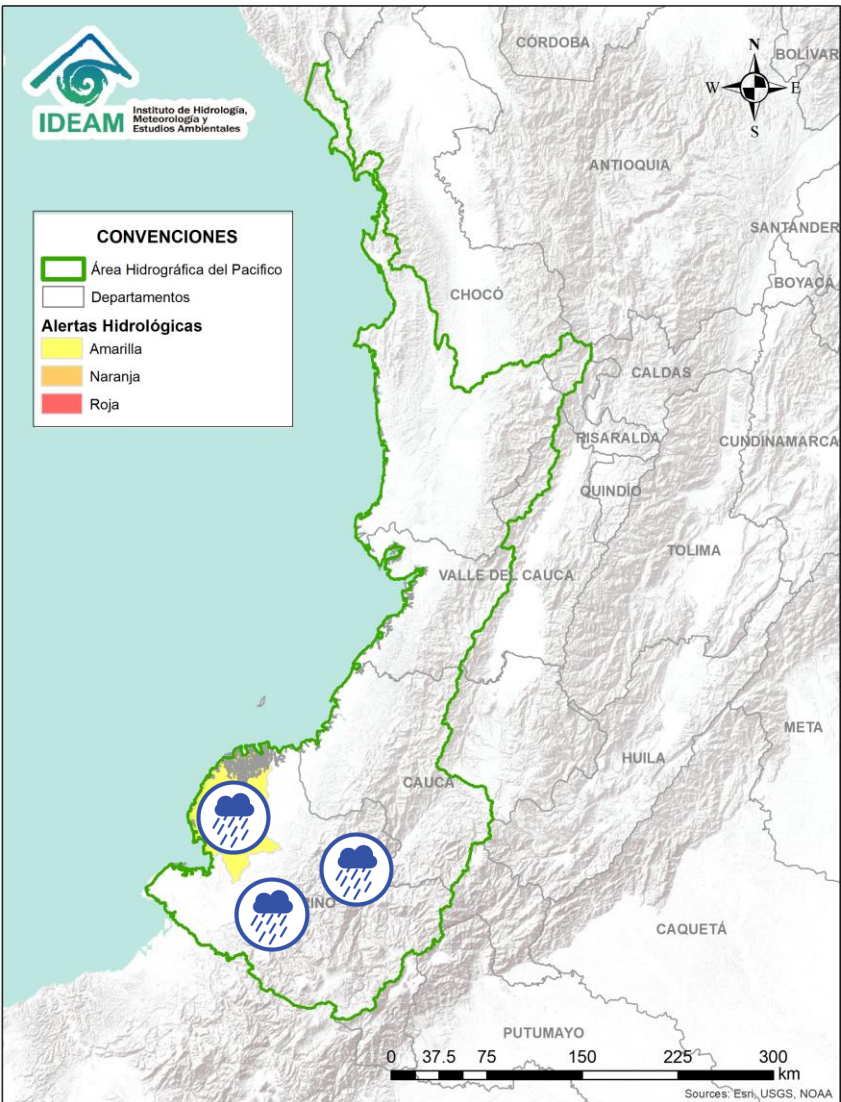 IDEAM
Instituto de Hidrología,
Meteorología y
Estudios Ambientales
N
W
E
S
CÓRDOBA
BOLÍVAR
ANTIOQUIA
SANTANDER
BOYACÁ
CONVENCIONES
Área Hidrográfica del Pacifico
Departamentos
Alertas Hidrológicas
Amarilla
Naranja
Roja
CHOCÓ
CALDAS
RISARALDA
CUNDINAMARCA
QUINDÍO
TOLIMA
VALLE DEL CAUCA
META
HUILA
CAUCA
RIÑO
CAQUETÁ
PUTUMAYO
0 37.5 75 150 225 300
km
Sources: Esri, USGS, NOAA